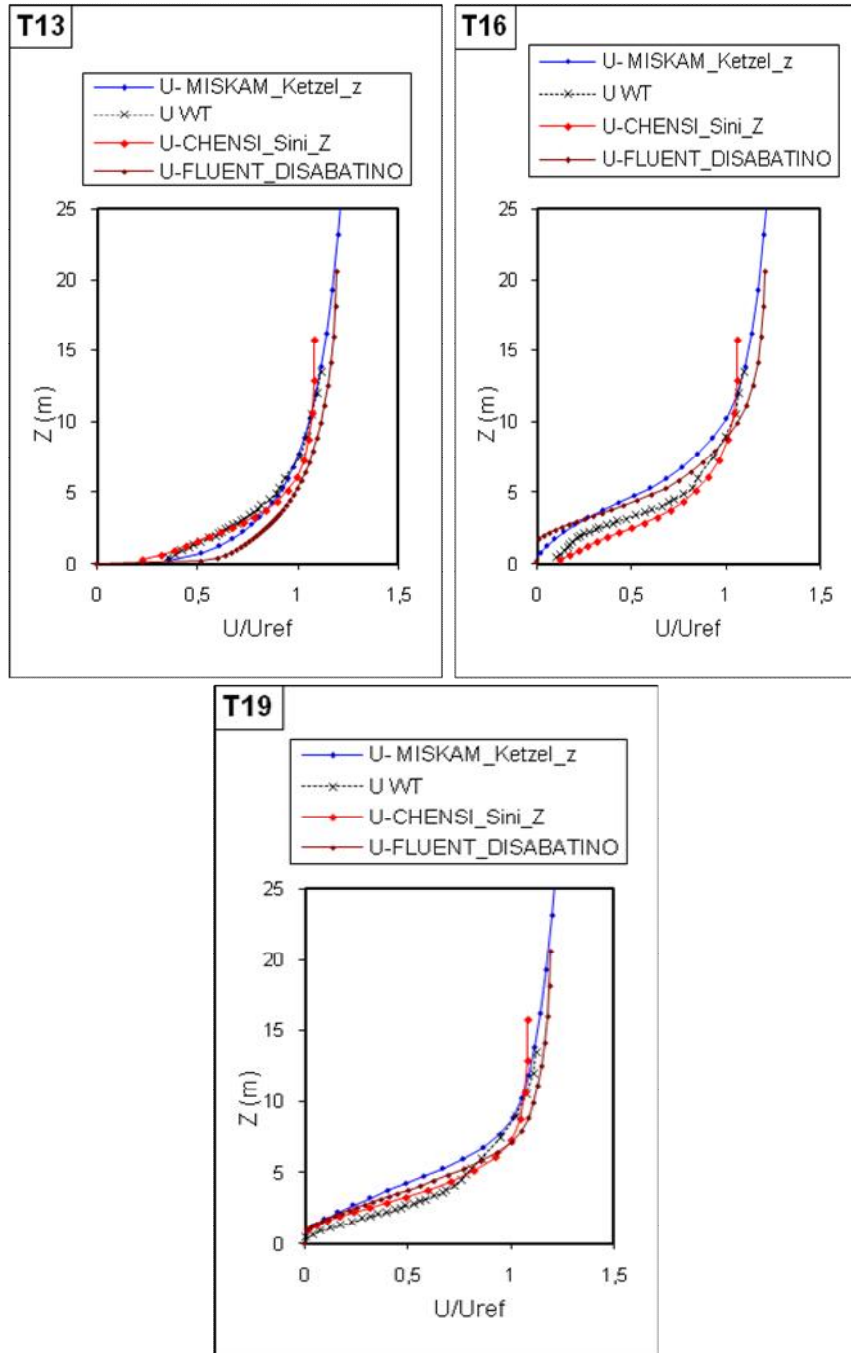 T13
U- MISKAM_Ketzel_z
U WT
U-CHENSI_Sini_Z
U-FLUENT_DISABATINO
25
20
15
10
5
0
Z (m)
0 0,5 1 1,5
U/Uref
T16
U- MISKAM_Ketzel_z
U WT
U-CHENSI_Sini_Z
U-FLUENT_DISABATINO
25
20
15
10
5
0
Z (m)
0 0,5 1 1,5
U/Uref
T19
U- MISKAM_Ketzel_z
U WT
U-CHENSI_Sini_Z
U-FLUENT_DISABATINO
25
20
15
10
5
0
Z (m)
0 0,5 1 1,5
U/Uref